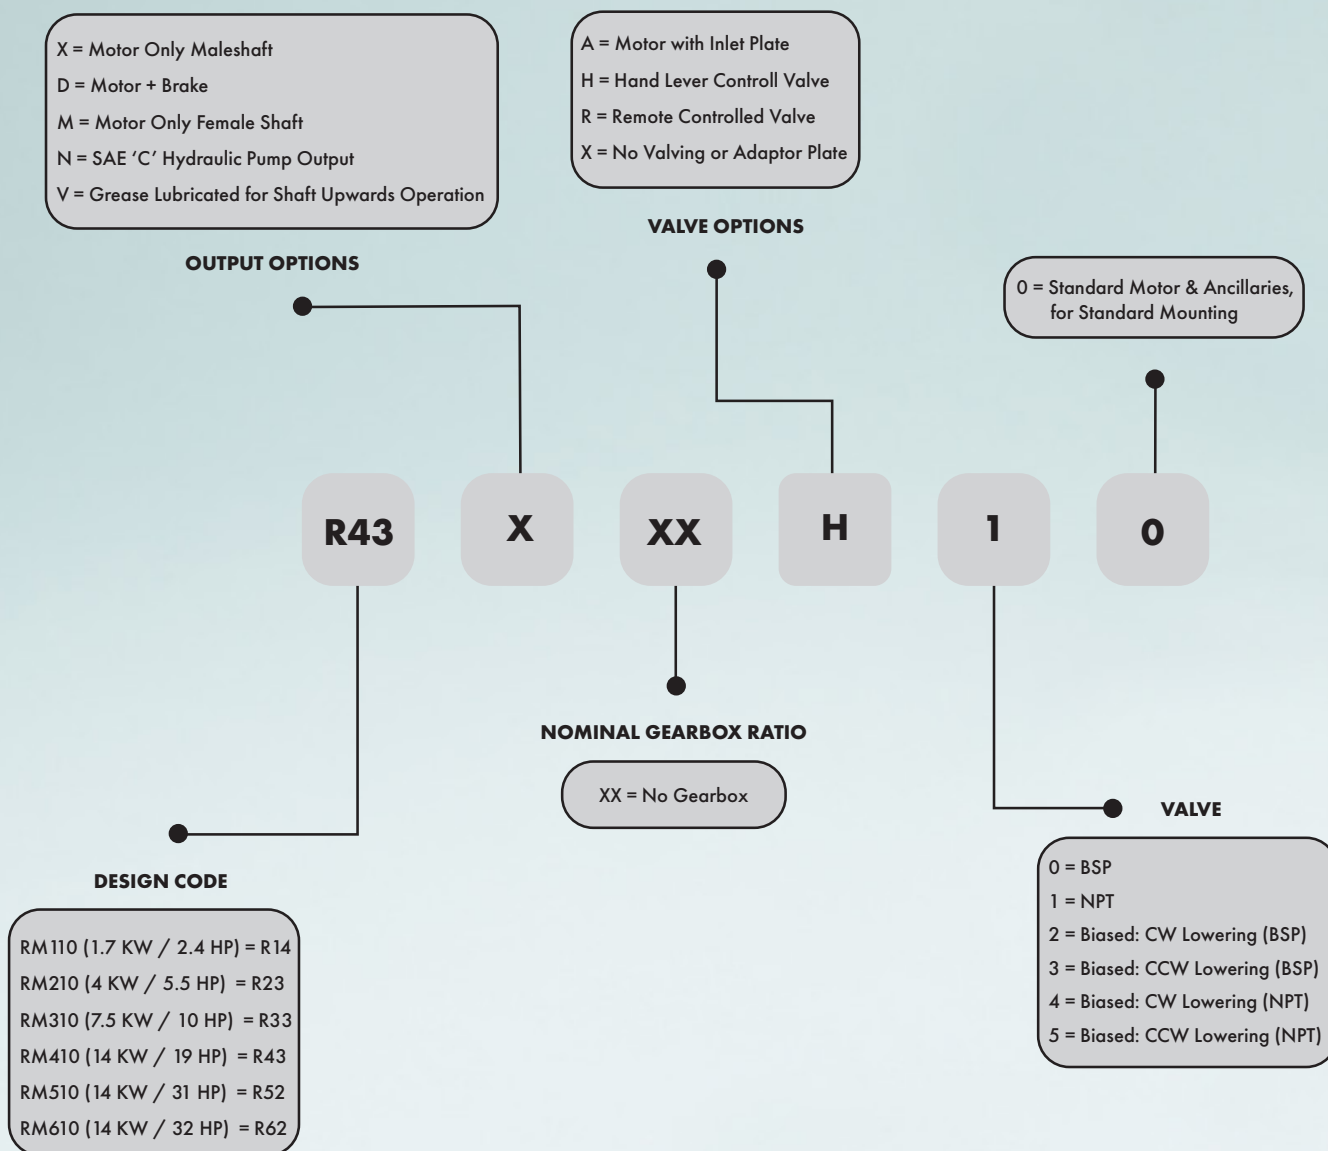 X = Motor Only Maleshaft
D = Motor + Brake
M = Motor Only Female Shaft
N = SAE ‘C’ Hydraulic Pump Output
V = Grease Lubricated for Shaft Upwards Operation
OUTPUT OPTIONS
A = Motor with Inlet Plate
H = Hand Lever Controll Valve
R = Remote Controlled Valve
X = No Valving or Adaptor Plate
VALVE OPTIONS
0 = Standard Motor & Ancillaries,
for Standard Mounting
R43 X XX H 1 0
NOMINAL GEARBOX RATIO
XX = No Gearbox
DESIGN CODE
RM110 (1.7 KW / 2.4 HP) = R14
RM210 (4 KW / 5.5 HP) = R23
RM310 (7.5 KW / 10 HP) = R33
RM410 (14 KW / 19 HP) = R43
RM510 (14 KW / 31 HP) = R52
RM610 (14 KW / 32 HP) = R62
VALVE
0 = BSP
1 = NPT
2 = Biased: CW Lowering (BSP)
3 = Biased: CCW Lowering (BSP)
4 = Biased: CW Lowering (NPT)
5 = Biased: CCW Lowering (NPT)